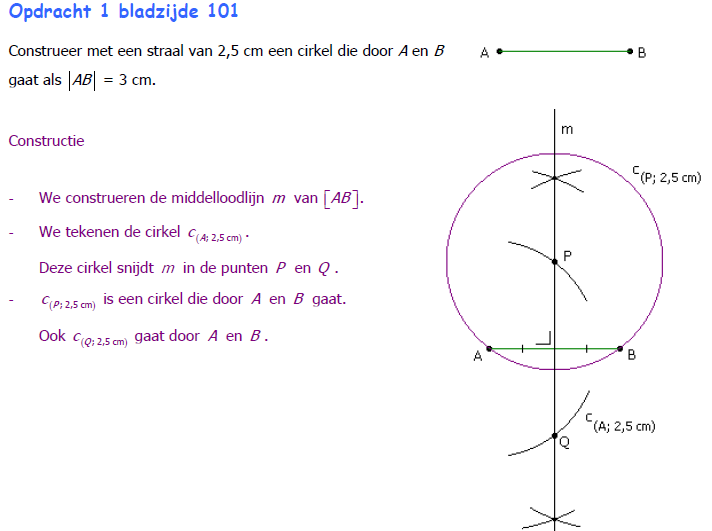 Opdracht 1 bladzijde 101
Construeer met een straal van 2,5 cm een cirkel die door A en B
gaat als |AB| = 3 cm.
A B
Constructie
- We construeren de middelloodlijn m van [AB].
- We tekenen de cirkel c(A; 2,5 cm).
Deze cirkel snijdt m in de punten P en Q.
- c(P; 2,5 cm) is een cirkel die door A en B gaat.
Ook c(Q; 2,5 cm) gaat door A en B.
m
c(P; 2,5 cm)
P
A B
c(A; 2,5 cm)
Q